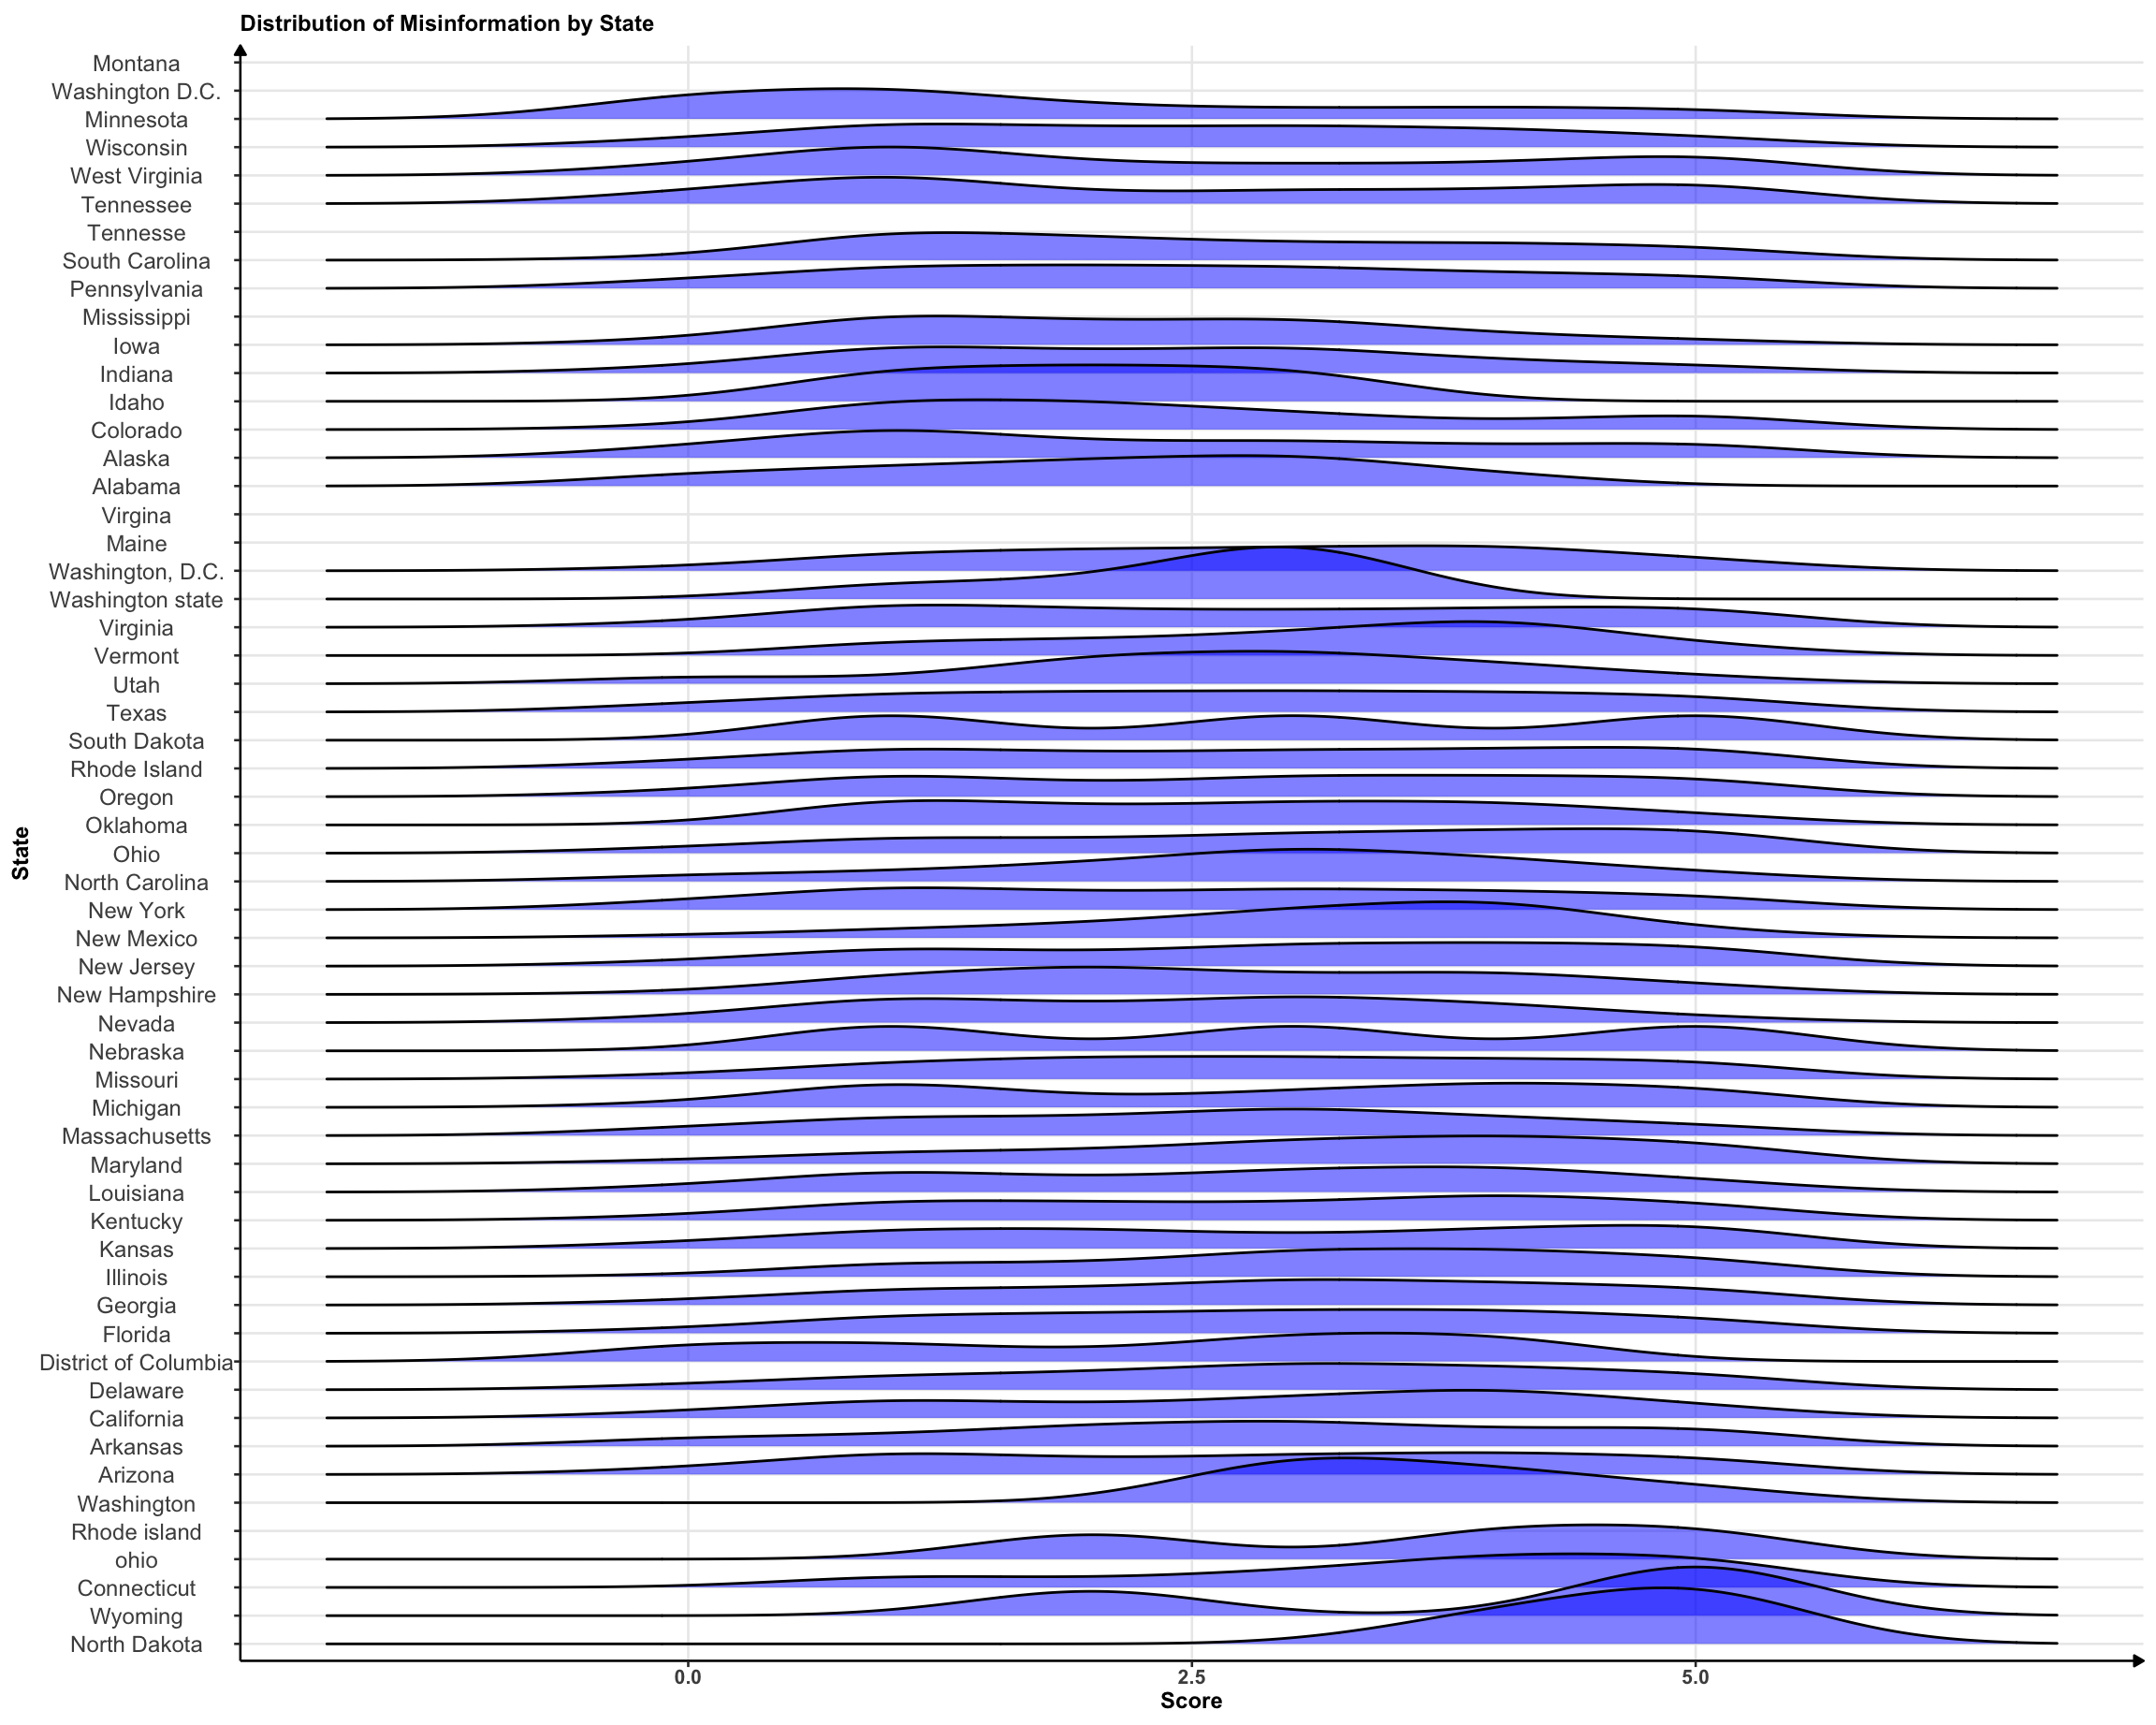 Distribution of Misinformation by State
Montana
Washington D.C.
Minnesota
Wisconsin
West Virginia
Tennessee
Tennesse
South Carolina
Pennsylvania
Mississippi
Iowa
Indiana
Idaho
Colorado
Alaska
Alabama
Virgina
Maine
Washington, D.C.
Washington state
Virginia
Vermont
Utah
Texas
South Dakota
Rhode Island
Oregon
Oklahoma
Ohio
North Carolina
New York
New Mexico
New Jersey
New Hampshire
Nevada
Nebraska
Missouri
Michigan
Massachusetts
Maryland
Louisiana
Kentucky
Kansas
Illinois
Georgia
Florida
District of Columbia
Delaware
California
Arkansas
Arizona
Washington
Rhode island
ohio
Connecticut
Wyoming
North Dakota
State
0.0 2.5 5.0
Score